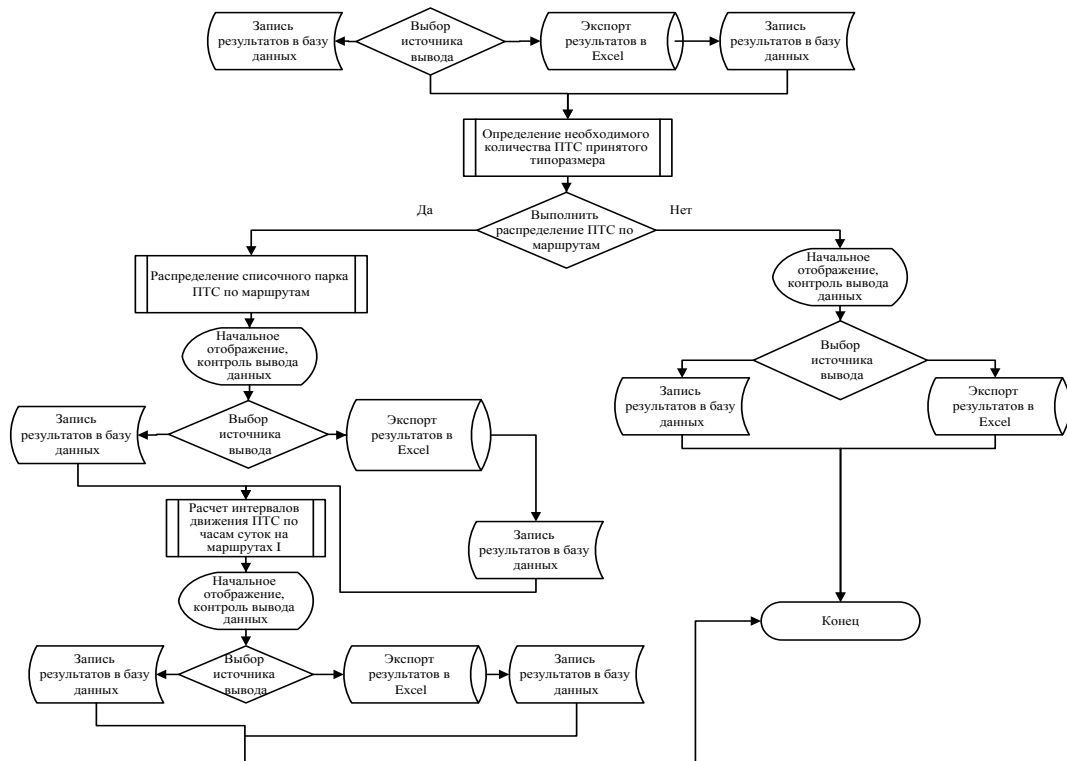 Запись
результатов в базу
данных
Выбор
источника
вывода
Экспорт
результатов в
Excel
Запись
результатов в базу
данных
Определение необходимого
количества ПТС принятого
типоразмера
Да
Выполнить
распределение ПТС по
маршрутам
Нет
Распределение списочного парка
ПТС по маршрутам
Начальное
отображение,
контроль вывода
данных
Начальное
отображение,
контроль вывода
данных
Выбор
источника
вывода
Запись
результатов в базу
данных
Экспорт
результатов в
Excel
Запись
результатов в базу
данных
Выбор
источника
вывода
Экспорт
результатов в
Excel
Расчет интервалов
движения ПТС по
часам суток на
маршрутах I
Запись
результатов в базу
данных
Начальное
отображение,
контроль вывода
данных
Конец
Запись
результатов в базу
данных
Выбор
источника
вывода
Экспорт
результатов в
Excel
Запись
результатов в базу
данных